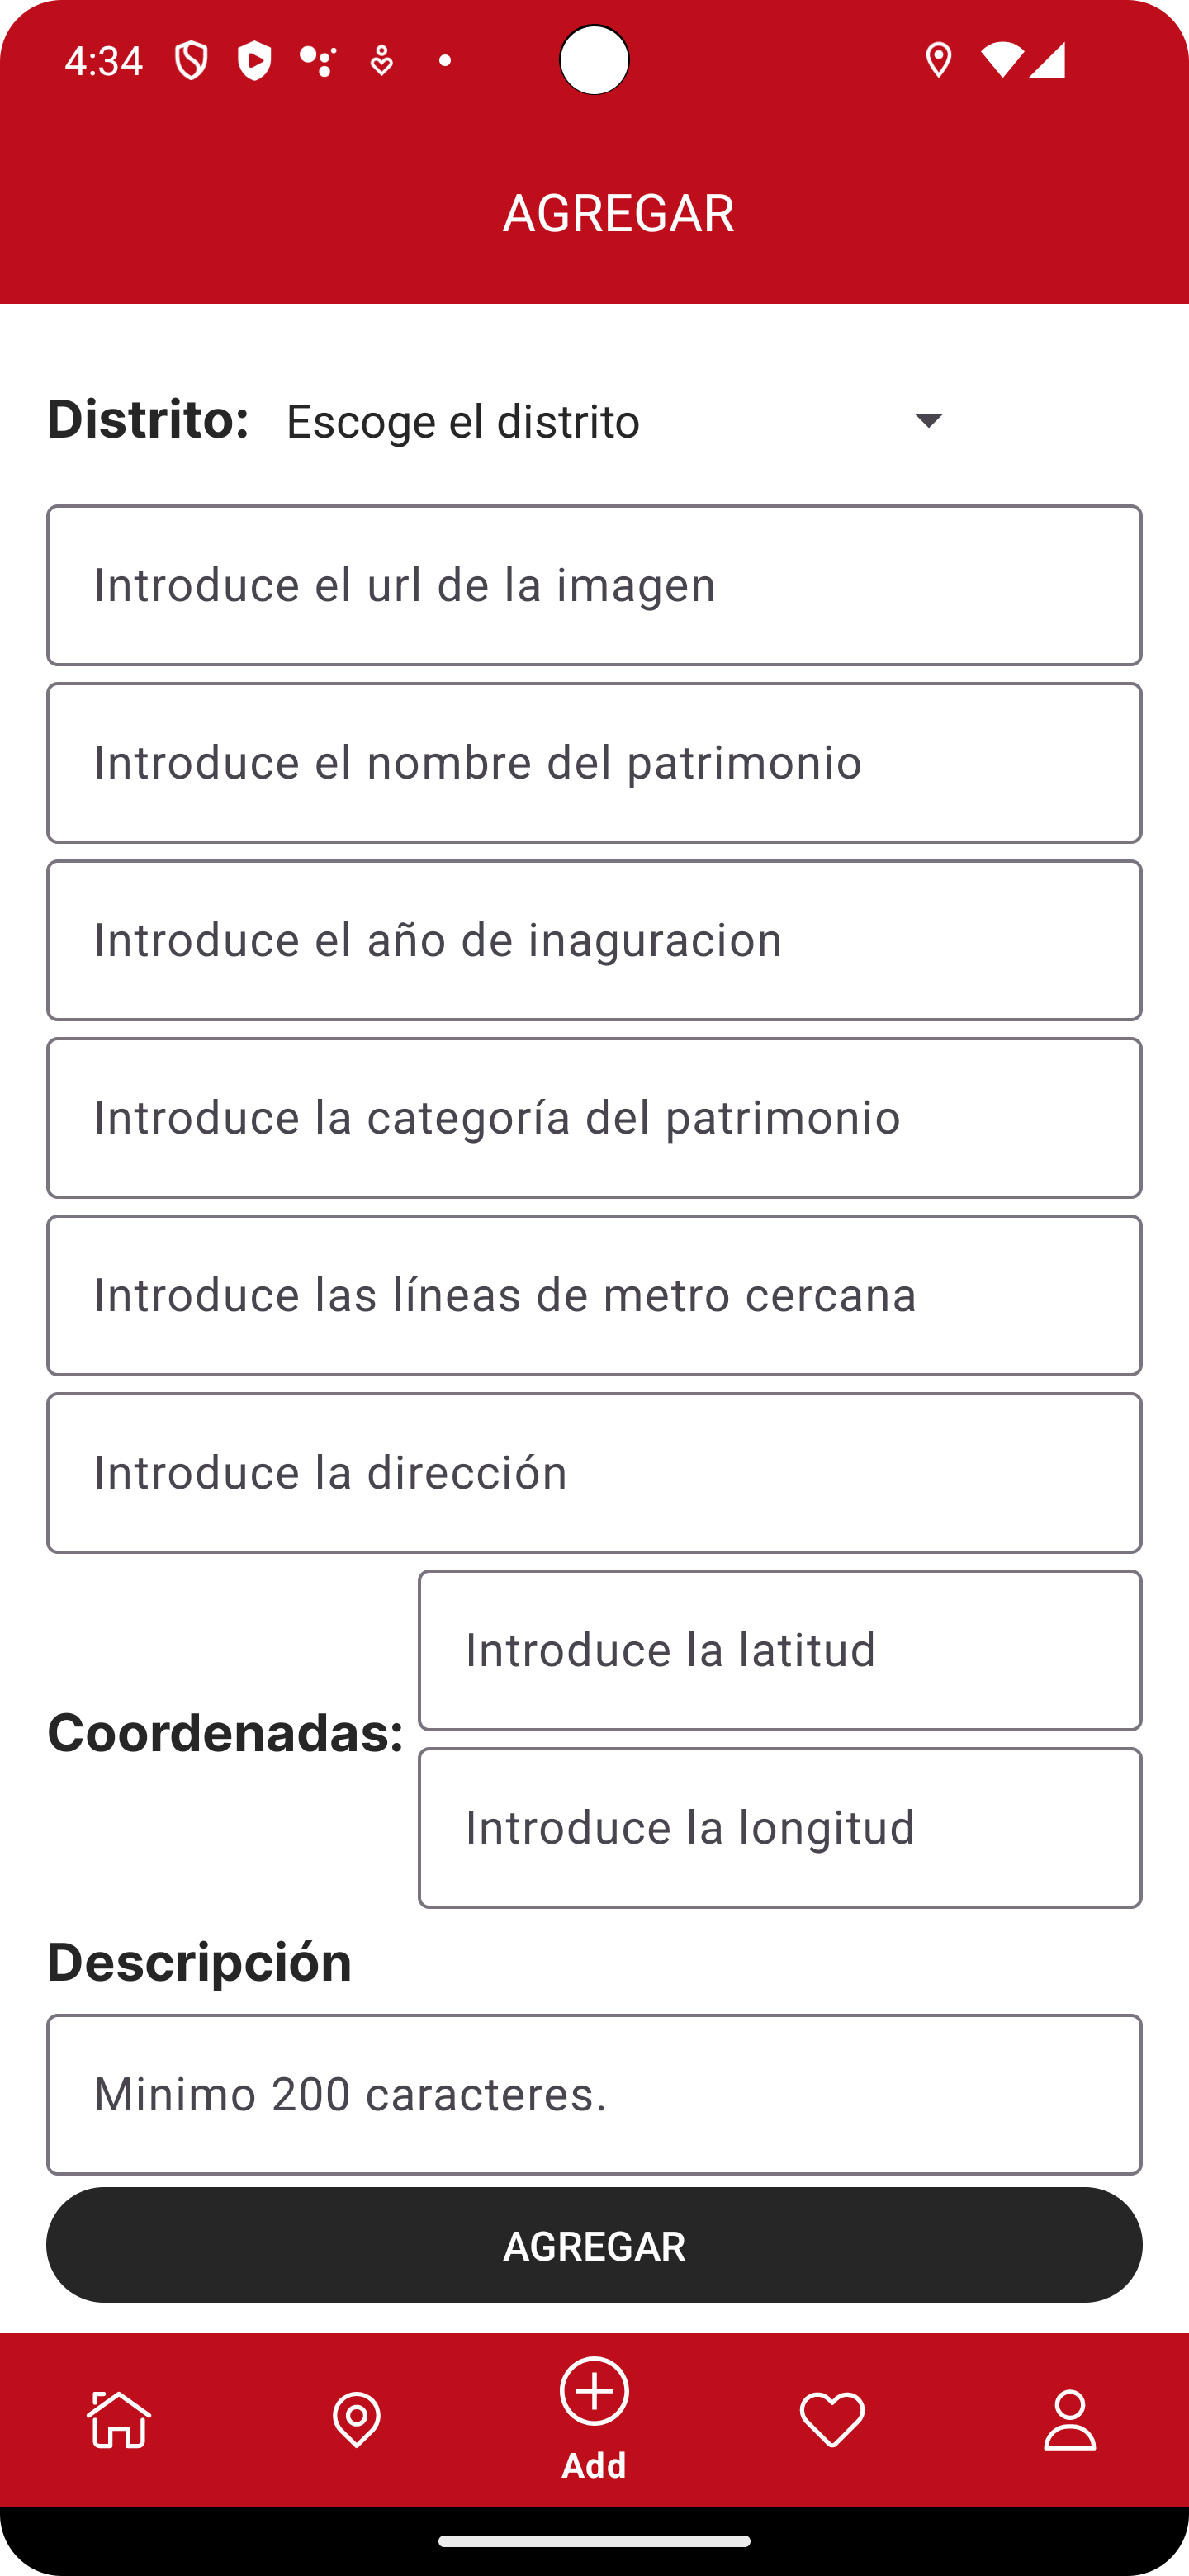 4:34
AGREGAR
Distrito: Escoge el distrito
Introduce el url de la imagen
Introduce el nombre del patrimonio
Introduce el año de inaguracion
Introduce la categoría del patrimonio
Introduce las líneas de metro cercana
Introduce la dirección
Introduce la latitud
Coordenadas:
Introduce la longitud
Descripción
Minimo 200 caracteres.
AGREGAR
Add